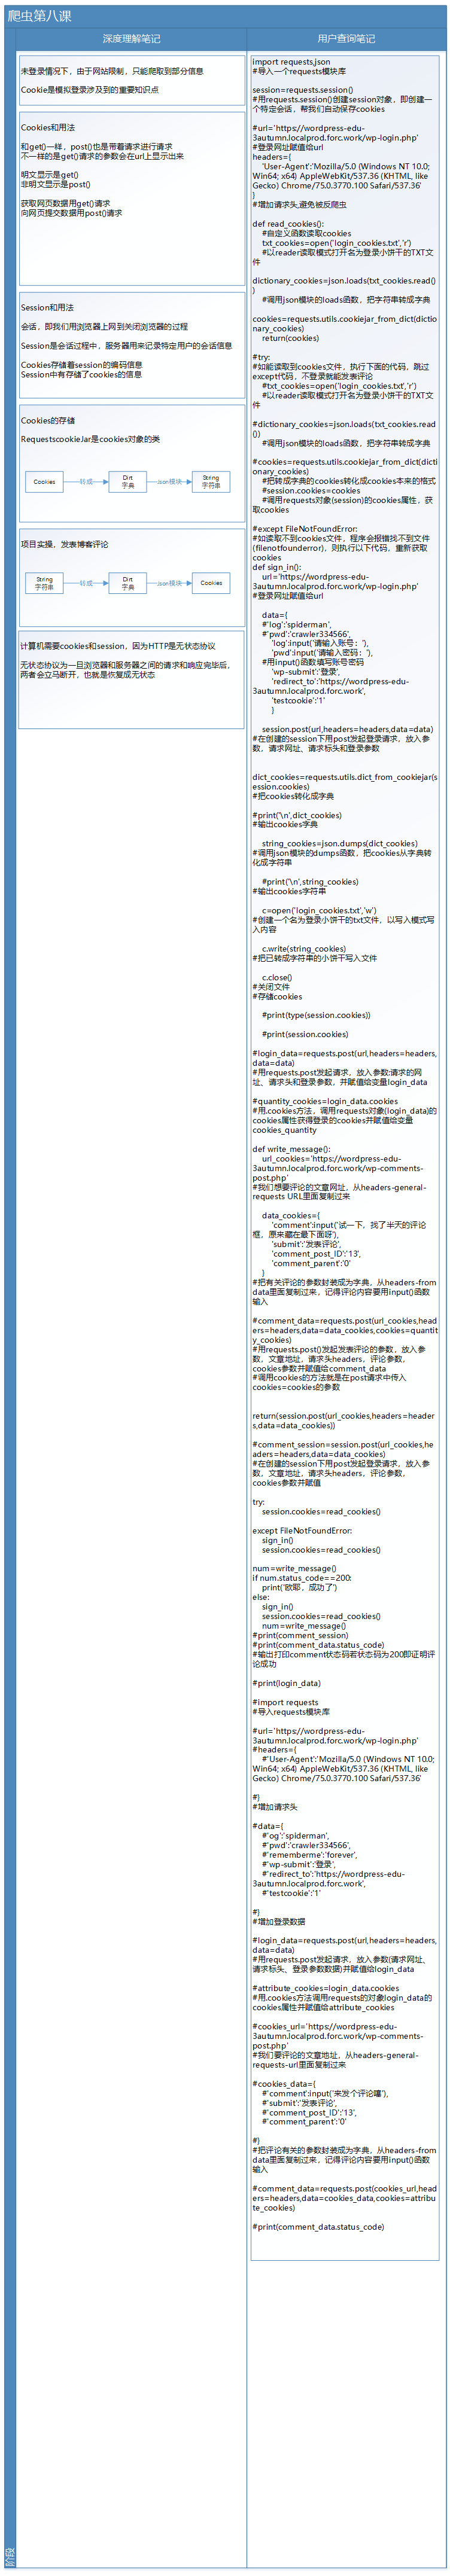 爬虫第八课
深度理解笔记
用户查询笔记
未登录情况下，由于网站限制，只能爬取到部分信息
Cookie是模拟登录涉及到的重要知识点
Cookies和用法
和get()一样，post()也是带着请求进行请求
不一样的是get()请求的参数会在url上显示出来
明文显示是get()
非明文显示是post()
获取网页数据用get()请求
向网页提交数据用post()请求
Session和用法
会话，即我们用浏览器上网到关闭浏览器的过程
Session是会话过程中，服务器用来记录特定用户的会话信息
Cookies存储着session的编码信息
Session中有存储了cookies的信息
Cookies的存储
RequestscookieJar是cookies对象的类
Cookies
转成
Dirt
字典
Json模块
String
字符串
项目实操，发表博客评论
String
字符串
转成
Dirt
字典
Json模块
Cookies
计算机需要cookies和session，因为HTTP是无状态协议
无状态协议为一旦浏览器和服务器之间的请求和响应完毕后，
两者会立马断开，也就是恢复成无状态
import requests,json
#导入一个requests模块库
session=requests.session()
#用requests.session()创建session对象，即创建一
个特定会话，帮我们自动保存cookies
#url='https://wordpress-edu-
3autumn.localprod.forc.work/wp-login.php'
#登录网址赋值给url
headers={
'User-Agent':'Mozilla/5.0 (Windows NT 10.0;
Win64; x64) AppleWebKit/537.36 (KHTML, like
Gecko) Chrome/75.0.3770.100 Safari/537.36'
}
#增加请求头,避免被反爬虫
def read_cookies():
#自定义函数读取cookies
txt_cookies=open('login_cookies.txt','r')
#以读取模式打开名为登录小饼干的TXT文
件
dictionary_cookies=json.loads(txt_cookies.read()
)
#调用json模块的loads函数，把字符串转成字典
cookies=requests.utils.cookiejar_from_dict(dictio
nary_cookies)
return(cookies)
#try:
#如能读取到cookies文件，执行下面的代码，跳过
except代码，不登录就能发表评论
#txt_cookies=open('login_cookies.txt','r')
#以读取模式打开名为登录小饼干的TXT文
件
#dictionary_cookies=json.loads(txt_cookies.read
())
#调用json模块的loads函数，把字符串转成字典
#cookies=requests.utils.cookiejar_from_dict(dicti
onary_cookies)
#把转成字典的cookies转化成cookies本来的格式
#session.cookies=cookies
#调用requests对象(session)的cookies属性，获
取cookies
#except FileNotFoundError:
#如读取不到cookies文件，程序会报错找不到文件
(filenotfounderror)，则执行以下代码，重新获取
cookies
def sign_in():
url='https://wordpress-edu-
3autumn.localprod.forc.work/wp-login.php'
#登录网址赋值给url
data={
#'log':'spiderman',
#'pwd':'crawler334566',
'log':input('请输入账号：'),
'pwd':input('请输入密码：'),
#用input()函数填写账号密码
'wp-submit':'登录',
'redirect_to':'https://wordpress-edu-
3autumn.localprod.forc.work',
'testcookie':'1'
}
session.post(url,headers=headers,data=data)
#在创建的session下用post发起登录请求，放入参
数，请求网址、请求标头和登录参数
dict_cookies=requests.utils.dict_from_cookiejar(s
ession.cookies)
#把cookies转化成字典
#print('\n',dict_cookies)
#输出cookies字典
string_cookies=json.dumps(dict_cookies)
#调用json模块的dumps函数，把cookies从字典转
化成字符串
#print('\n',string_cookies)
#输出cookies字符串
c=open('login_cookies.txt','w')
#创建一个名为登录小饼干的txt文件，以写入模式写
入内容
c.write(string_cookies)
#把已转成字符串的小饼干写入文件
c.close()
#关闭文件
#存储cookies
#print(type(session.cookies))
#print(session.cookies)
#login_data=requests.post(url,headers=headers,
data=data)
#用requests.post发起请求，放入参数:请求的网
址、请求头和登录参数，并赋值给变量login_data
#quantity_cookies=login_data.cookies
#用.cookies方法，调用requests对象(login_data)的
cookies属性获得登录的cookies并赋值给变量
cookies_quantity
def write_message():
url_cookies='https://wordpress-edu-
3autumn.localprod.forc.work/wp-comments-
post.php'
#我们想要评论的文章网址，从headers-general-
requests URL里面复制过来
data_cookies={
'comment':input('试一下，找了半天的评论
框，原来藏在最下面呀'),
'submit':'发表评论',
'comment_post_ID':'13',
'comment_parent':'0'
}
#把有关评论的参数封装成为字典，从headers-from
data里面复制过来，记得评论内容要用input()函数
输入
#comment_data=requests.post(url_cookies,head
ers=headers,data=data_cookies,cookies=quantit
y_cookies)
#用requests.post()发起发表评论的参数，放入参
数，文章地址，请求头headers，评论参数，
cookies参数并赋值给comment_data
#调用cookies的方法就是在post请求中传入
cookies=cookies的参数
return(session.post(url_cookies,headers=header
s,data=data_cookies))
#comment_session=session.post(url_cookies,he
aders=headers,data=data_cookies)
#在创建的session下用post发起登录请求，放入参
数，文章地址，请求头headers，评论参数，
cookies参数并赋值
try:
session.cookies=read_cookies()
except FileNotFoundError:
sign_in()
session.cookies=read_cookies()
num=write_message()
if num.status_code==200:
print('欧耶，成功了')
else:
sign_in()
session.cookies=read_cookies()
num=write_message()
#print(comment_session)
#print(comment_data.status_code)
#输出打印comment状态码若状态码为200即证明评
论成功
#print(login_data)
#import requests
#导入requests模块库
#url='https://wordpress-edu-
3autumn.localprod.forc.work/wp-login.php'
#headers={
#'User-Agent':'Mozilla/5.0 (Windows NT 10.0;
Win64; x64) AppleWebKit/537.36 (KHTML, like
Gecko) Chrome/75.0.3770.100 Safari/537.36'
#}
#增加请求头
#data={
#'og':'spiderman',
#'pwd':'crawler334566',
#'rememberme':'forever',
#'wp-submit':'登录',
#'redirect_to':'https://wordpress-edu-
3autumn.localprod.forc.work',
#'testcookie':'1'
#}
#增加登录数据
#login_data=requests.post(url,headers=headers,
data=data)
#用requests.post发起请求，放入参数(请求网址、
请求标头、登录参数数据)并赋值给login_data
#attribute_cookies=login_data.cookies
#用.cookies方法调用requests的对象login_data的
cookies属性并赋值给attribute_cookies
#cookies_url='https://wordpress-edu-
3autumn.localprod.forc.work/wp-comments-
post.php'
#我们要评论的文章地址，从headers-general-
requests-url里面复制过来
#cookies_data={
#'comment':input('来发个评论嚯'),
#'submit':'发表评论',
#'comment_post_ID':'13',
#'comment_parent':'0'
#}
#把评论有关的参数封装成为字典，从headers-from
data里面复制过来，记得评论内容要用input()函数
输入
#comment_data=requests.post(cookies_url,head
ers=headers,data=cookies_data,cookies=attribu
te_cookies)
#print(comment_data.status_code)
阶段